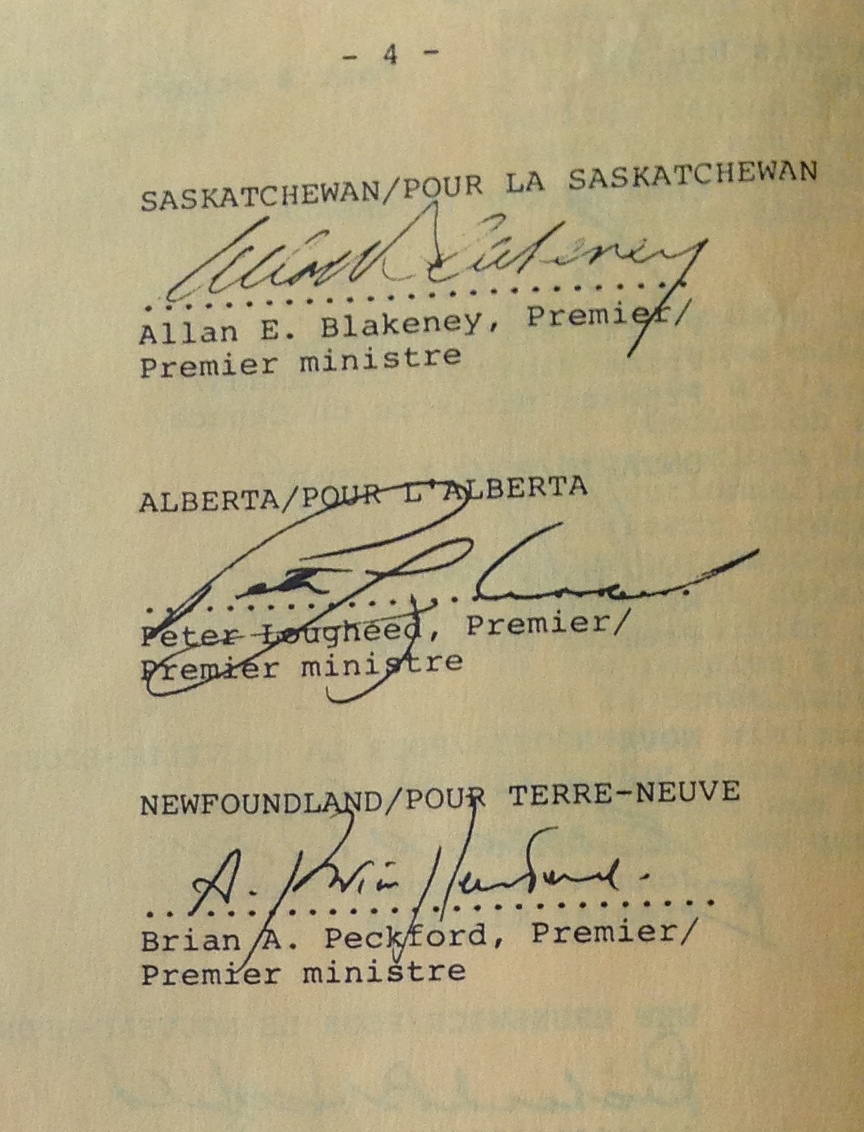 - 4 -
SASKATCHEWAN/POUR LA SASKATCHEWAN
Allan E. Blakeney, Premier/
Premier ministre
ALBERTA/POUR L'ALBERTA
Peter Lougheed, Premier/
Premier ministre
NEWFOUNDLAND/POUR TERRE-NEUVE
A. Brian Peckford.
Brian A. Peckford, Premier/
Premier ministre